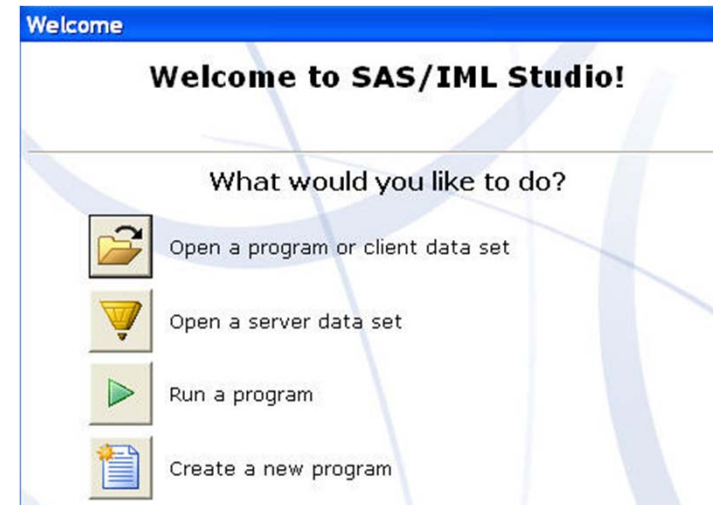 Welcome
Welcome to SAS/IML Studio!
What would you like to do?
Open a program or client data set
Open a server data set
Run a program
Create a new program